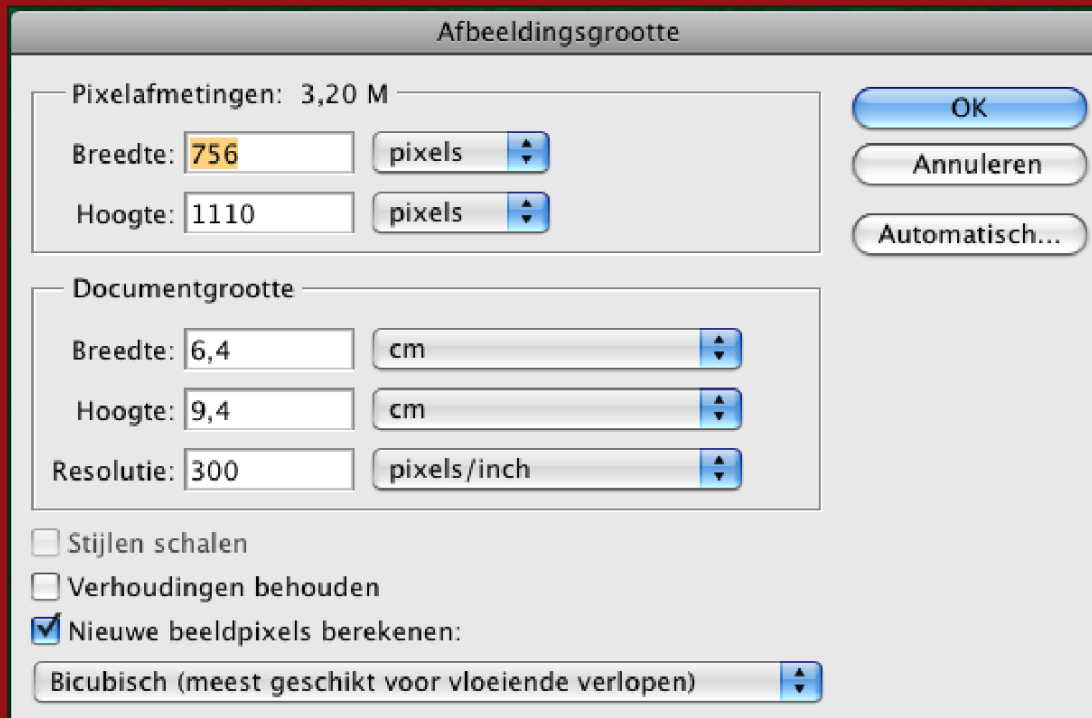 Afbeeldingsgrootte
Pixelafmetingen: 3,20 M
OK
Breedte: 756 pixels
Annuleren
Hoogte: 1110 pixels
Automatisch...
Documentgrootte
Breedte: 6,4 cm
Hoogte: 9,4 cm
Resolutie: 300 pixels/inch
Stijlen schalen
Verhoudingen behouden
Nieuwe beeldpixels berekenen:
Bicubisch (meest geschikt voor vloeiende verlopen)